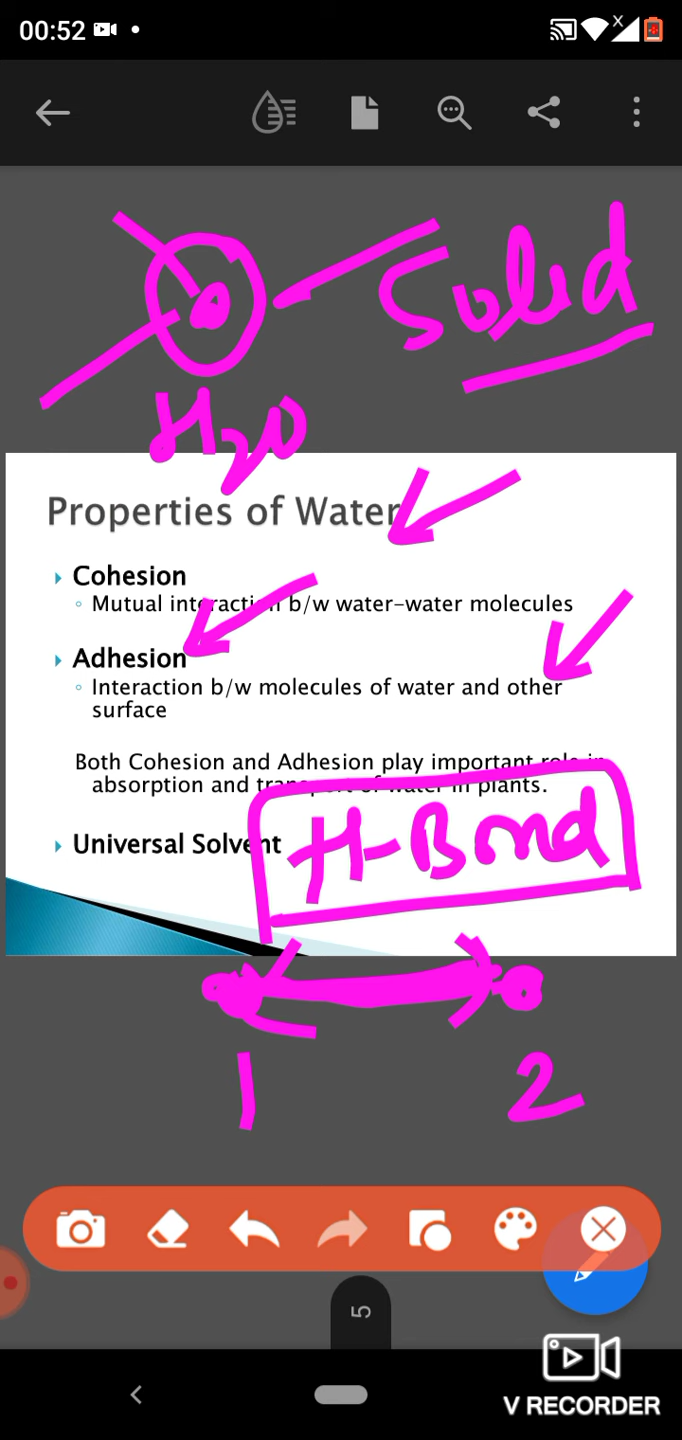 00:52
Solid
H2O
Properties of Water
Cohesion
Mutual interaction b/w water-water molecules
Adhesion
Interaction b/w molecules of water and other
surface
Both Cohesion and Adhesion play important role in
absorption and transport of water in plants.
Universal Solvent
H-Bond
1 2
5
V RECORDER